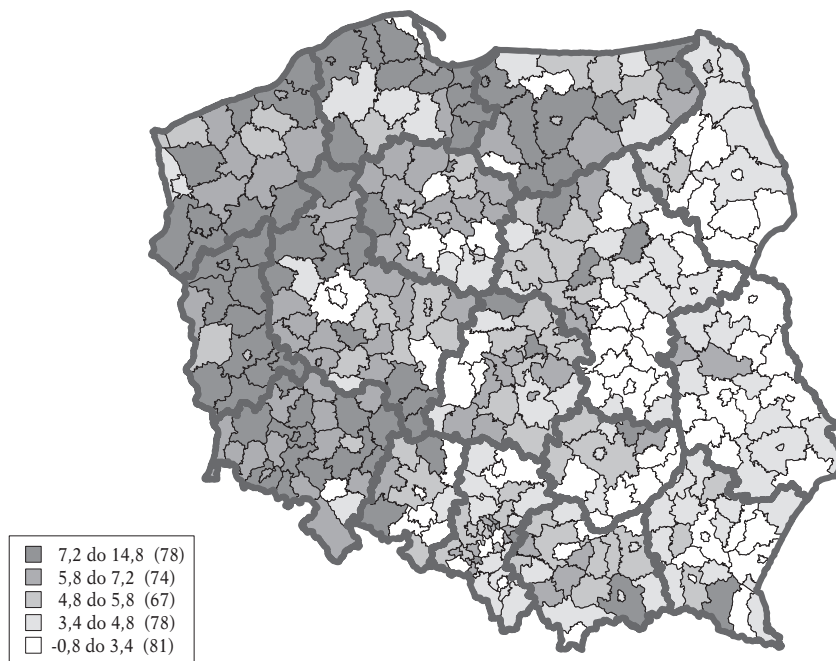 7,2 do 14,8 (78)
5,8 do 7,2 (74)
4,8 do 5,8 (67)
3,4 do 4,8 (78)
-0,8 do 3,4 (81)